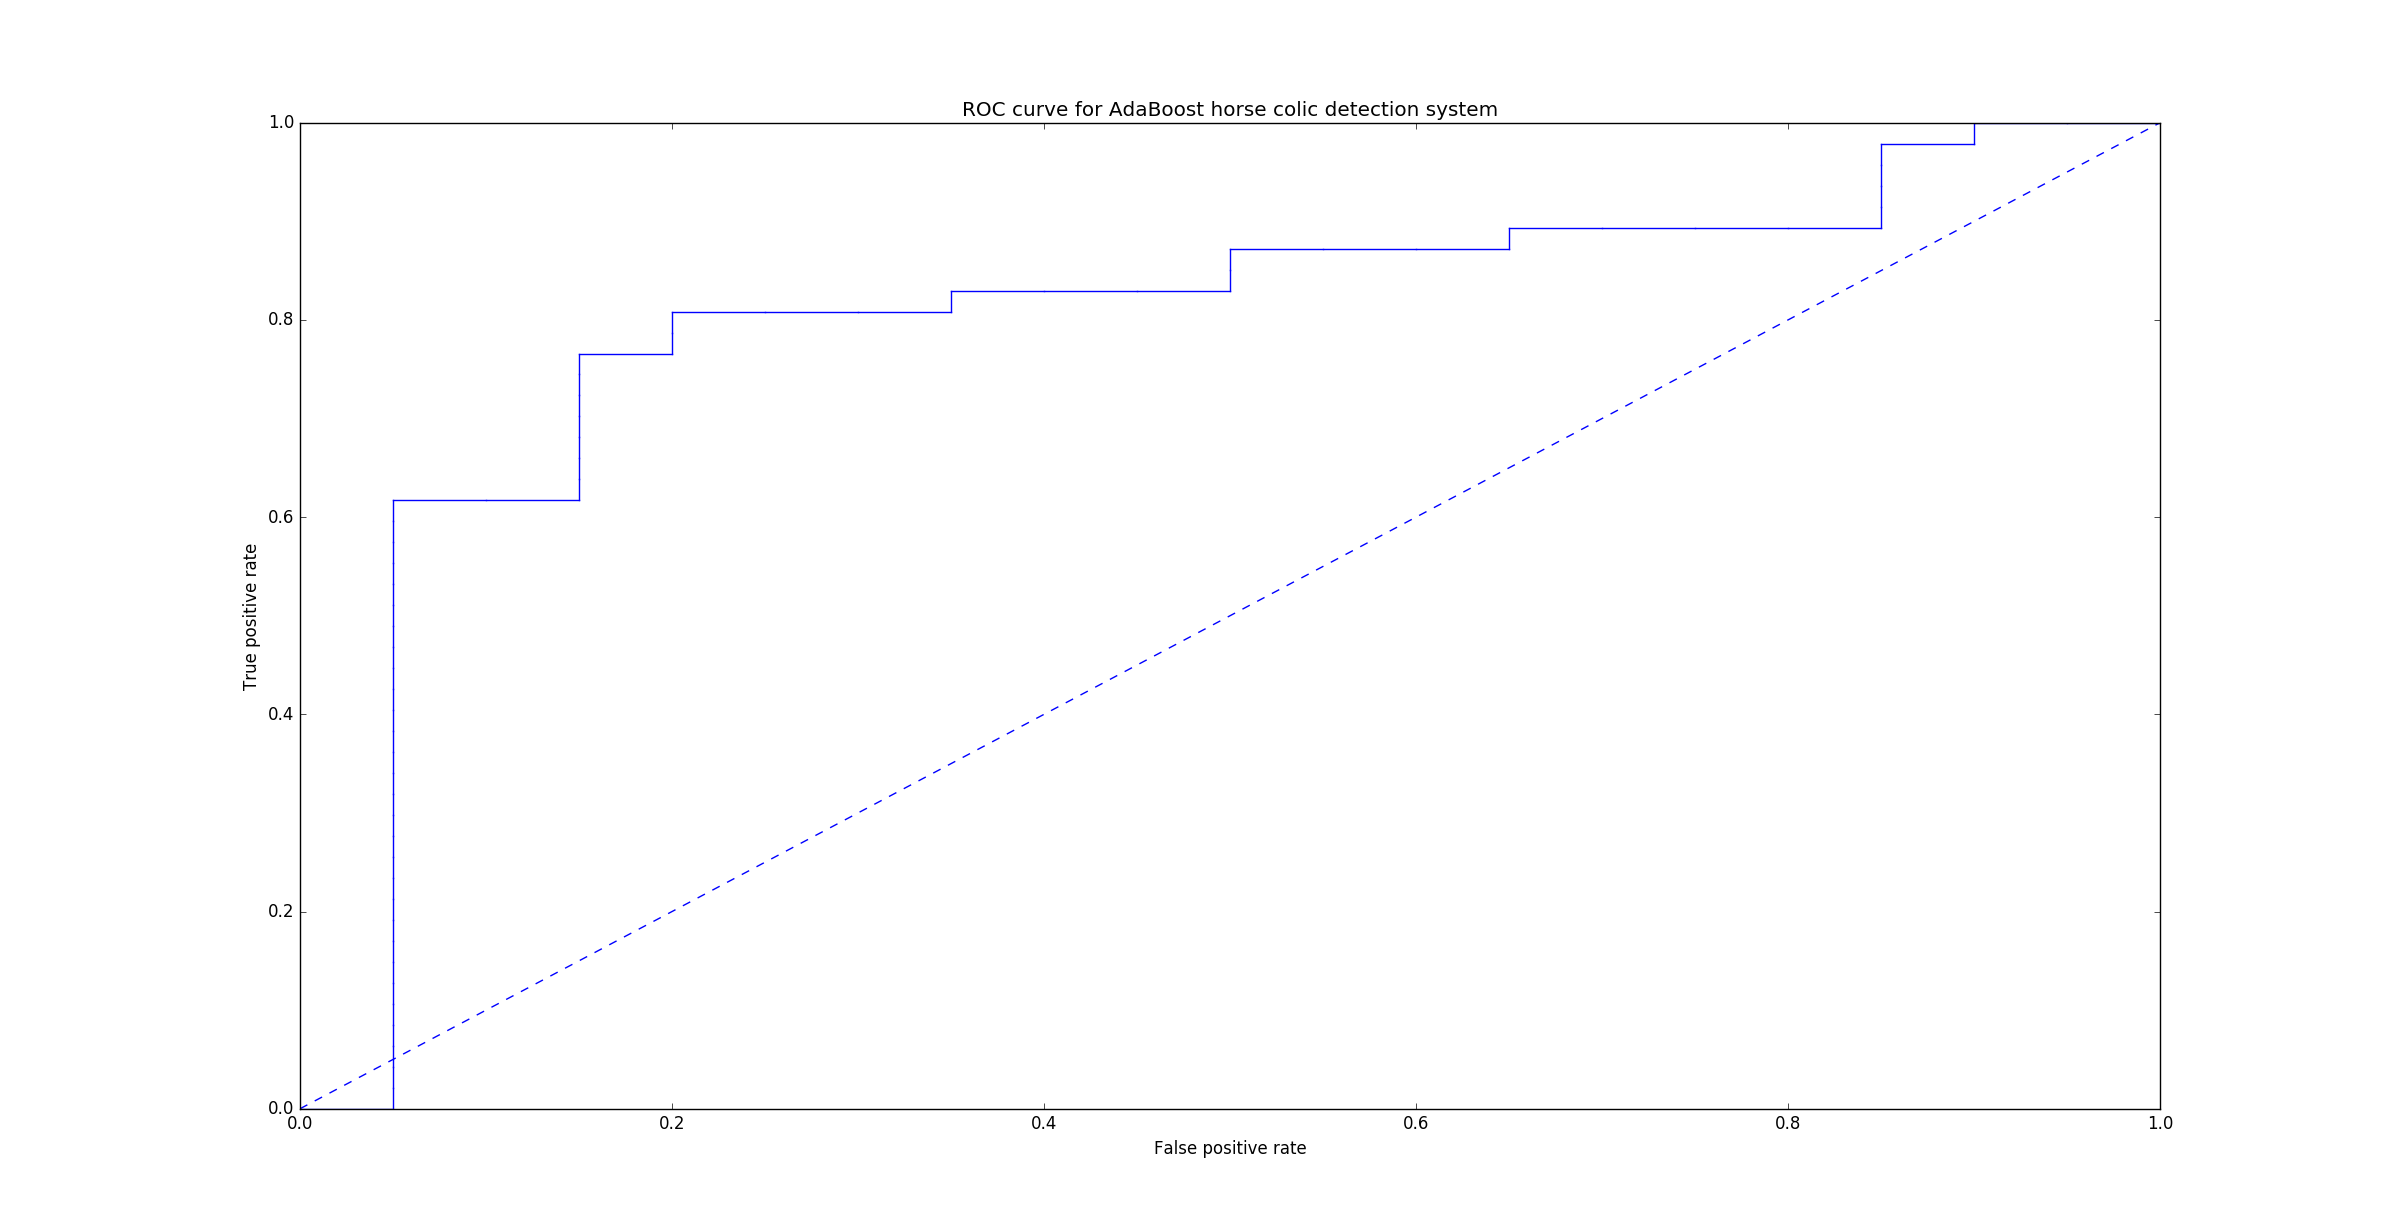 ROC curve for AdaBoost horse colic detection system
1.0
0.8
0.6
0.4
0.2
0.0
True positive rate
0.0 0.2 0.4 0.6 0.8 1.0
False positive rate